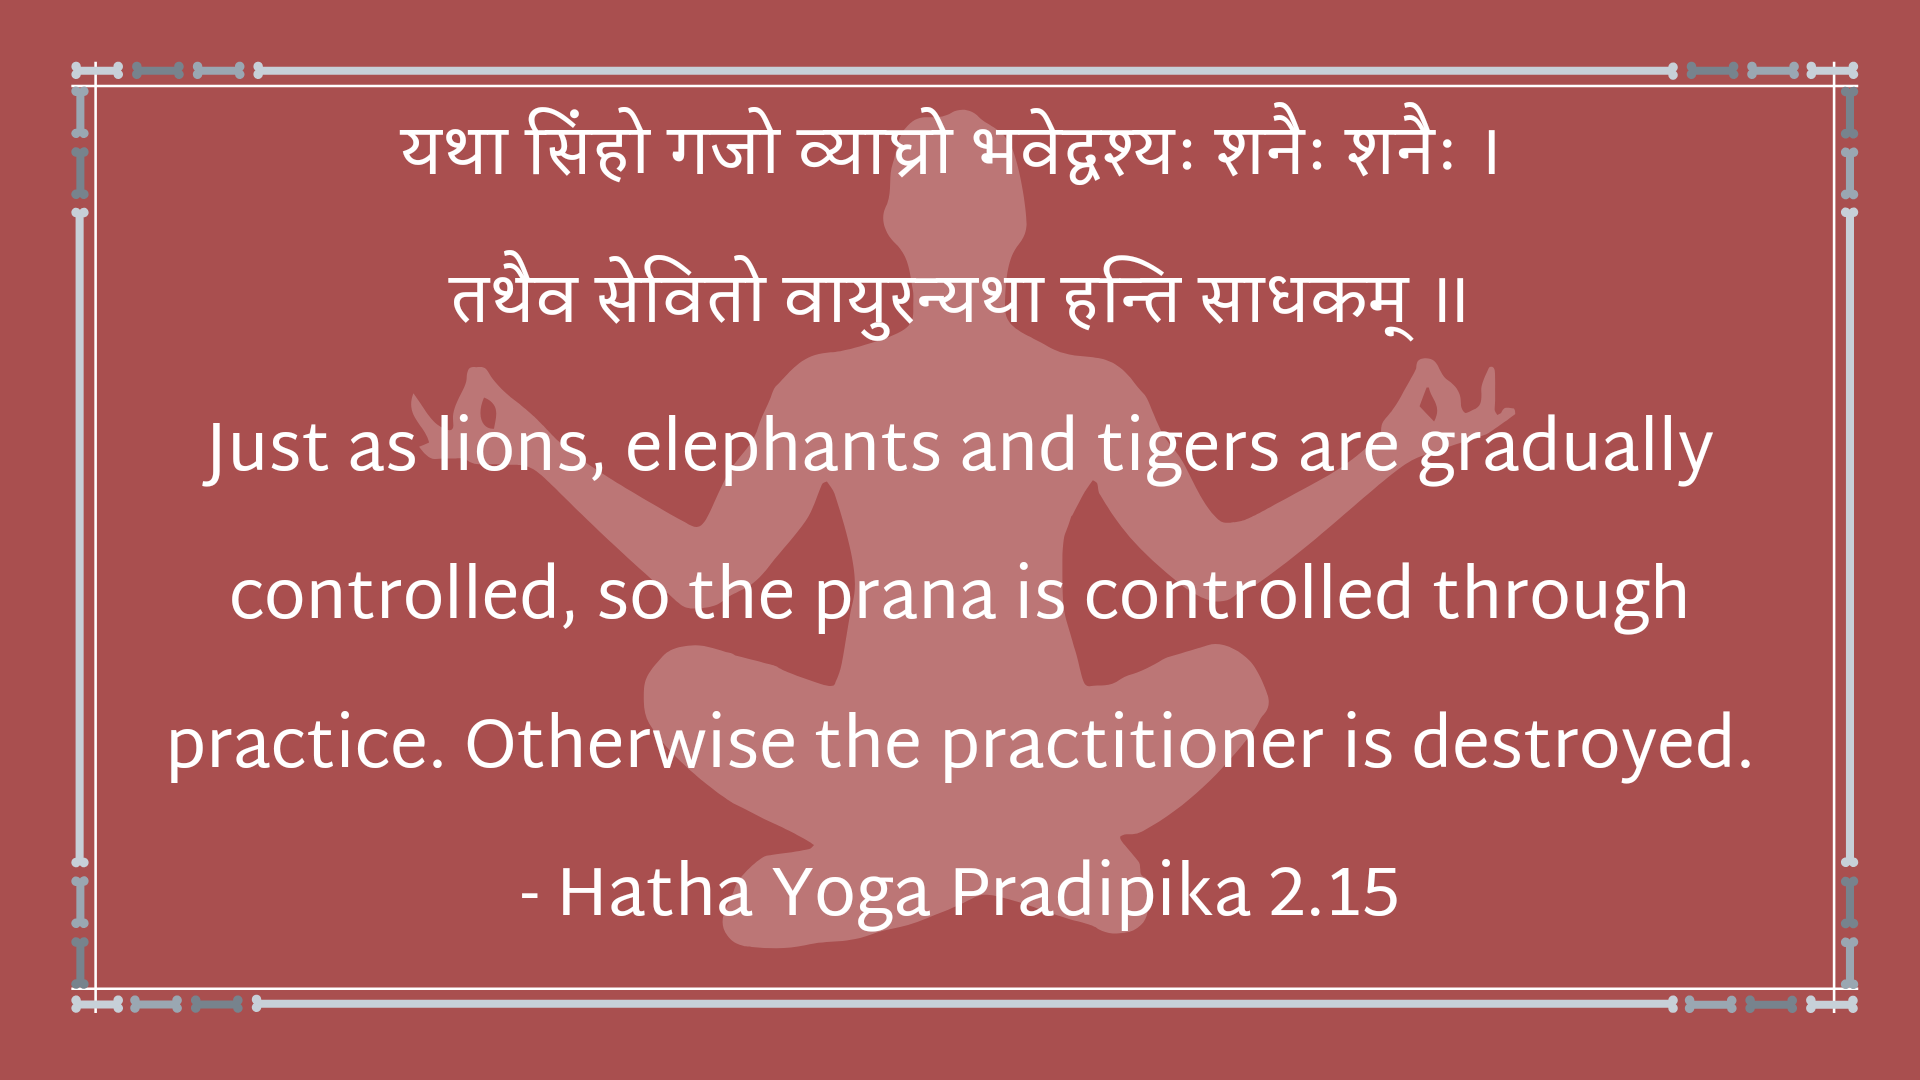 यथा सिंहो गजो व्याघ्रो भवेद्वश्यः शनैः शनैः ।
तथैव सेवितो वायुरन्यथा हन्ति साधकम् ॥
Just as lions, elephants and tigers are gradually
controlled, so the prana is controlled through
practice. Otherwise the practitioner is destroyed.
- Hatha Yoga Pradipika 2.15